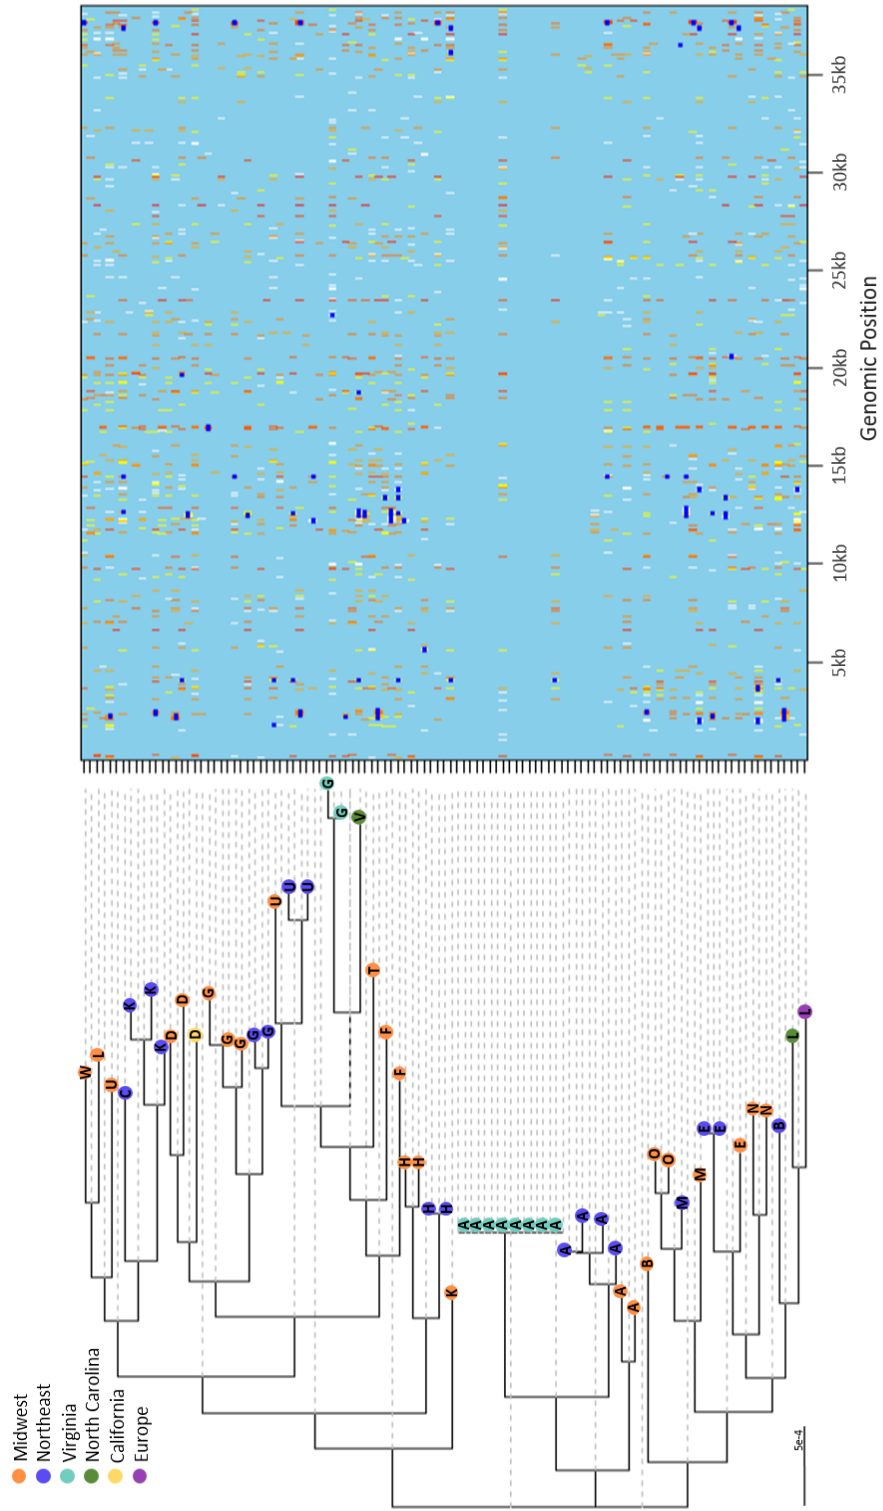 35kb
30kb
25kb
20kb
15kb
10kb
5kb
Genomic Position
G
G
V
U
U
U
T
K
K
D
G
D
D
K
G
G
G
G
F
F
W
L
U
C
H
H
H
H
K
A
A
A
A
A
A
A
A
A
A
A
A
A
A
B
O
O
M
M
E
E
E
N
N
B
L
L
Midwest
Northeast
Virginia
North Carolina
California
Europe
5e-4